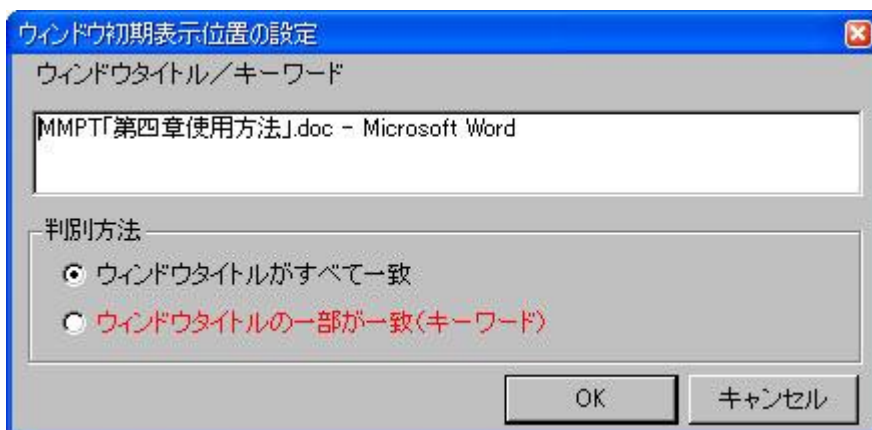 ウィンドウ初期表示位置の設定
ウィンドウタイトル／キーワード
MMPT「第四章使用方法」.doc - Microsoft Word
判別方法
ウィンドウタイトルがすべて一致
ウィンドウタイトルの一部が一致(キーワード)
OK キャンセル